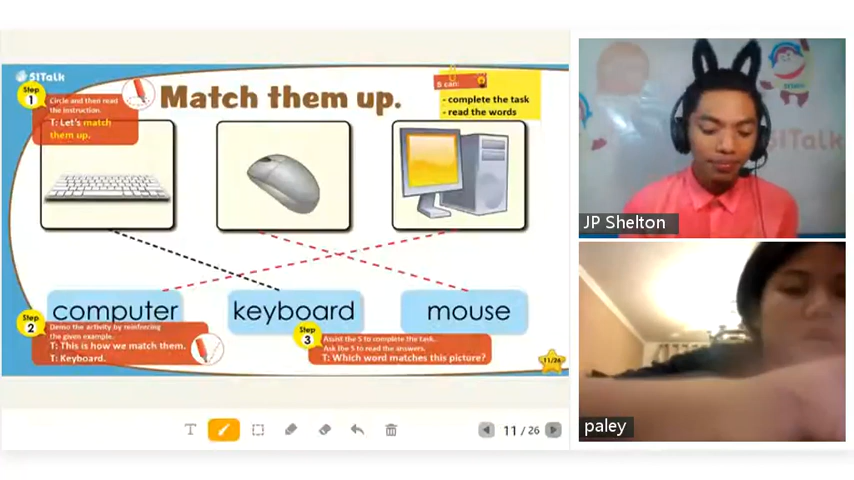 51Talk
Step
1
Circle and then read
the instruction.
T: Let's match
them up.
Match them up.
S can:
- complete the task
- read the words
computer
keyboard
mouse
Step
2
Demo the activity by reinforcing
the given example.
T: This is how we match them.
T: Keyboard.
Step
3
Assist the S to complete the task.
Ask the S to read the answers.
T: Which word matches this picture?
11/26
T
11 / 26
51Talk
JP Shelton
paley